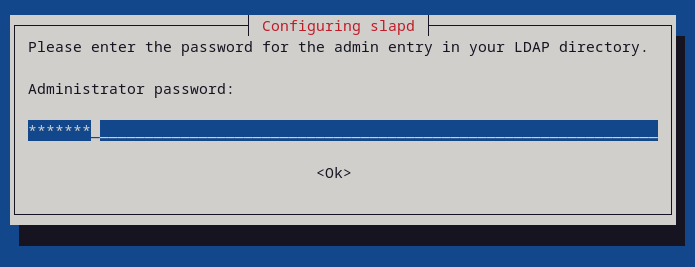 Configuring slapd
Please enter the password for the admin entry in your LDAP directory.
Administrator password:
*******
<Ok>